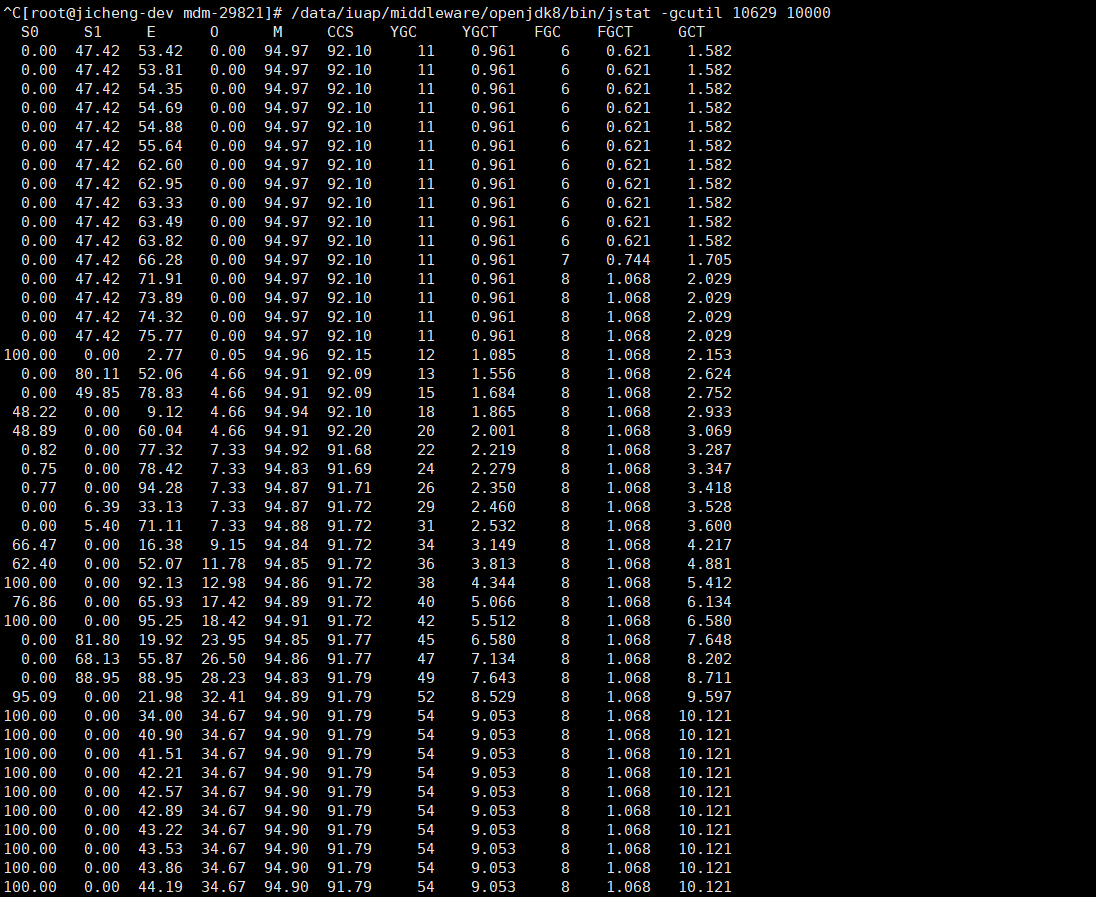 ^C[root@jicheng-dev mdm-29821]# /data/iuap/middleware/openjdk8/bin/jstat -gcutil 10629 10000
  S0     S1     E      O      M     CCS    YGC     YGCT    FGC    FGCT     GCT
  0.00  47.42  53.42   0.00  94.97  92.10     11    0.961     6    0.621    1.582
  0.00  47.42  53.81   0.00  94.97  92.10     11    0.961     6    0.621    1.582
  0.00  47.42  54.35   0.00  94.97  92.10     11    0.961     6    0.621    1.582
  0.00  47.42  54.69   0.00  94.97  92.10     11    0.961     6    0.621    1.582
  0.00  47.42  54.88   0.00  94.97  92.10     11    0.961     6    0.621    1.582
  0.00  47.42  55.64   0.00  94.97  92.10     11    0.961     6    0.621    1.582
  0.00  47.42  62.60   0.00  94.97  92.10     11    0.961     6    0.621    1.582
  0.00  47.42  62.95   0.00  94.97  92.10     11    0.961     6    0.621    1.582
  0.00  47.42  63.33   0.00  94.97  92.10     11    0.961     6    0.621    1.582
  0.00  47.42  63.49   0.00  94.97  92.10     11    0.961     6    0.621    1.582
  0.00  47.42  63.82   0.00  94.97  92.10     11    0.961     6    0.621    1.582
  0.00  47.42  66.28   0.00  94.97  92.10     11    0.961     7    0.744    1.705
  0.00  47.42  71.91   0.00  94.97  92.10     11    0.961     8    1.068    2.029
  0.00  47.42  73.89   0.00  94.97  92.10     11    0.961     8    1.068    2.029
  0.00  47.42  74.32   0.00  94.97  92.10     11    0.961     8    1.068    2.029
  0.00  47.42  75.77   0.00  94.97  92.10     11    0.961     8    1.068    2.029
100.00   0.00   2.77   0.05  94.96  92.15     12    1.085     8    1.068    2.153
  0.00  80.11  52.06   4.66  94.91  92.09     13    1.556     8    1.068    2.624
  0.00  49.85  78.83   4.66  94.91  92.09     15    1.684     8    1.068    2.752
 48.22   0.00   9.12   4.66  94.94  92.10     18    1.865     8    1.068    2.933
 48.89   0.00  60.04   4.66  94.91  92.20     20    2.001     8    1.068    3.069
  0.82   0.00  77.32   7.33  94.92  91.68     22    2.219     8    1.068    3.287
  0.75   0.00  78.42   7.33  94.83  91.69     24    2.279     8    1.068    3.347
  0.77   0.00  94.28   7.33  94.87  91.71     26    2.350     8    1.068    3.418
  0.00   6.39  33.13   7.33  94.87  91.72     29    2.460     8    1.068    3.528
  0.00   5.40  71.11   7.33  94.88  91.72     31    2.532     8    1.068    3.600
 66.47   0.00  16.38   9.15  94.84  91.72     34    3.149     8    1.068    4.217
 62.40   0.00  52.07  11.78  94.85  91.72     36    3.813     8    1.068    4.881
100.00   0.00  92.13  12.98  94.86  91.72     38    4.344     8    1.068    5.412
 76.86   0.00  65.93  17.42  94.89  91.72     40    5.066     8    1.068    6.134
100.00   0.00  95.25  18.42  94.91  91.72     42    5.512     8    1.068    6.580
  0.00  81.80  19.92  23.95  94.85  91.77     45    6.580     8    1.068    7.648
  0.00  68.13  55.87  26.50  94.86  91.77     47    7.134     8    1.068    8.202
  0.00  88.95  88.95  28.23  94.83  91.79     49    7.643     8    1.068    8.711
 95.09   0.00  21.98  32.41  94.89  91.79     52    8.529     8    1.068    9.597
100.00   0.00  34.00  34.67  94.90  91.79     54    9.053     8    1.068   10.121
100.00   0.00  40.90  34.67  94.90  91.79     54    9.053     8    1.068   10.121
100.00   0.00  41.51  34.67  94.90  91.79     54    9.053     8    1.068   10.121
100.00   0.00  42.21  34.67  94.90  91.79     54    9.053     8    1.068   10.121
100.00   0.00  42.57  34.67  94.90  91.79     54    9.053     8    1.068   10.121
100.00   0.00  42.89  34.67  94.90  91.79     54    9.053     8    1.068   10.121
100.00   0.00  43.22  34.67  94.90  91.79     54    9.053     8    1.068   10.121
100.00   0.00  43.53  34.67  94.90  91.79     54    9.053     8    1.068   10.121
100.00   0.00  43.86  34.67  94.90  91.79     54    9.053     8    1.068   10.121
100.00   0.00  44.19  34.67  94.90  91.79     54    9.053     8    1.068   10.121